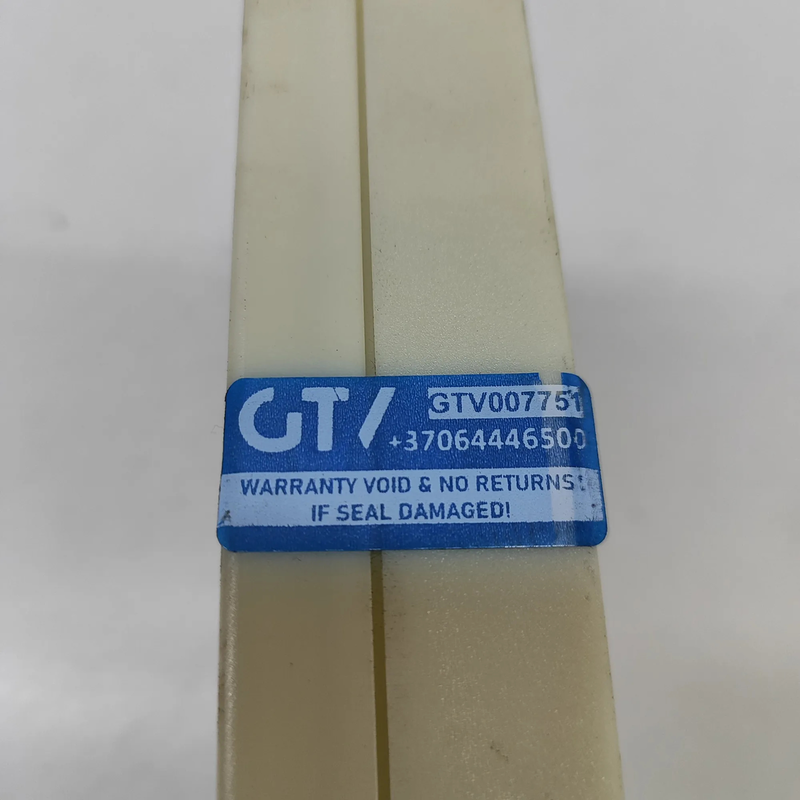 GTV
GTV007751
+37064446500
WARRANTY VOID & NO RETURNS!
IF SEAL DAMAGED!